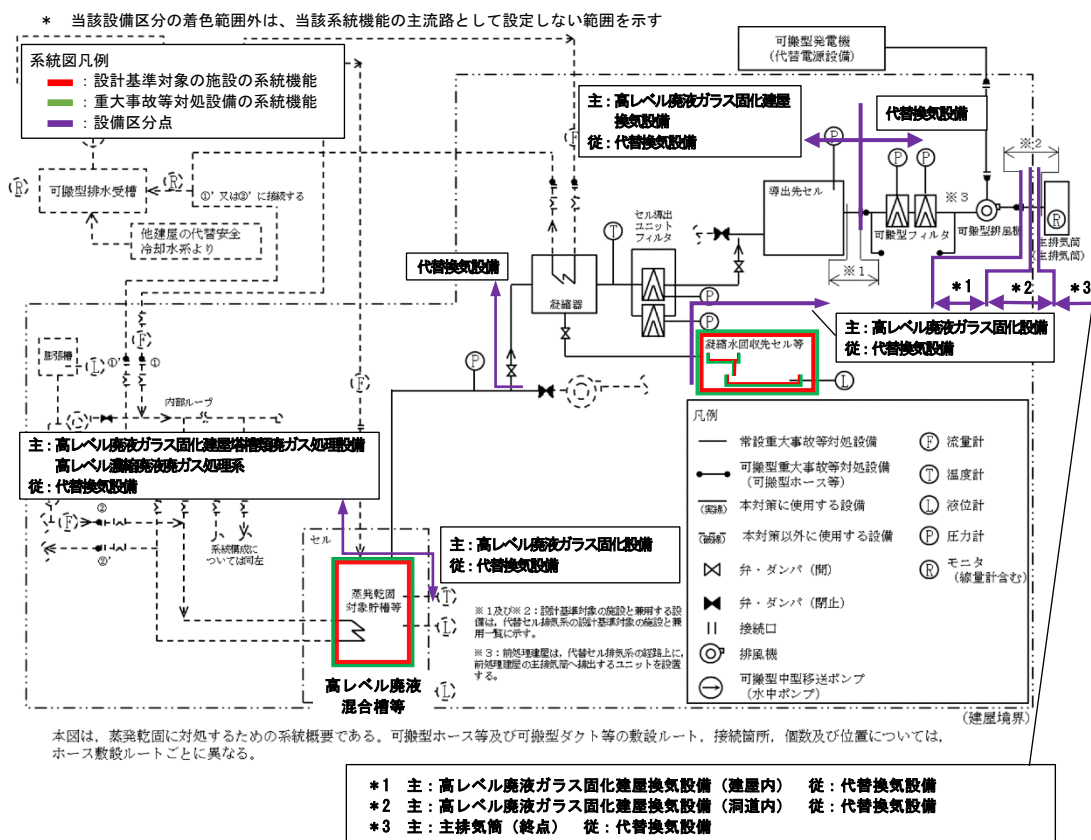 * 当該設備区分の着色範囲外は、当該系統機能の主流路として設定しない範囲を示す
系統図凡例
：設計基準対象の施設の系統機能
：重大事故等対処設備の系統機能
：設備区分点
可搬型発電機
(代替電源設備)
主：高レベル廃液ガラス固化建屋
換気設備
従：代替換気設備
代替換気設備
F
P
P
P
※2
R
可搬型排水受槽
R
①' 又は②' に接続する
他建屋の代替安全
冷却水系より
導出先セル
※3
可搬型フィルタ
可搬型排風機
R
主排気筒
(主排気筒)
セル導出
ユニット
フィルタ
T
代替換気設備
凝縮器
※1
P
P
*1
*2
*3
主：高レベル廃液ガラス固化設備
従：代替換気設備
凝縮水回収先セル等
L
膨張槽
L
①'
①
F
P
F
内部ループ
主：高レベル廃液ガラス固化建屋塔槽類廃ガス処理設備
高レベル濃縮廃液廃ガス処理系
従：代替換気設備
②
F
②'
系統構成に
ついては同左
セル
主：高レベル廃液ガラス固化設備
従：代替換気設備
蒸発乾固
対象貯槽等
T
L
L
高レベル廃液
混合槽等
※1及び※2：設計基準対象の施設と兼用する設
備は，代替セル排気系の設計基準対象の施設と兼
用一覧に示す。
※3：前処理建屋は，代替セル排気系の経路上に，
前処理建屋の主排気筒へ排出するユニットを設置
する。
凡例
常設重大事故等対処設備
可搬型重大事故等対処設備
(可搬型ホース等)
(実線)
本対策に使用する設備
(破線)
本対策以外に使用する設備
弁・ダンパ（開）
弁・ダンパ（閉止）
接続口
排風機
可搬型中型移送ポンプ
(水中ポンプ)
F 流量計
T 温度計
L 液位計
P 圧力計
R モニタ
(線量計含む)
(建屋境界)
本図は，蒸発乾固に対処するための系統概要である。可搬型ホース等及び可搬型ダクト等の敷設ルート，接続箇所，個数及び位置については，
ホース敷設ルートごとに異なる。
*1 主：高レベル廃液ガラス固化建屋換気設備（建屋内） 従：代替換気設備
*2 主：高レベル廃液ガラス固化建屋換気設備（洞道内） 従：代替換気設備
*3 主：主排気筒（終点） 従：代替換気設備